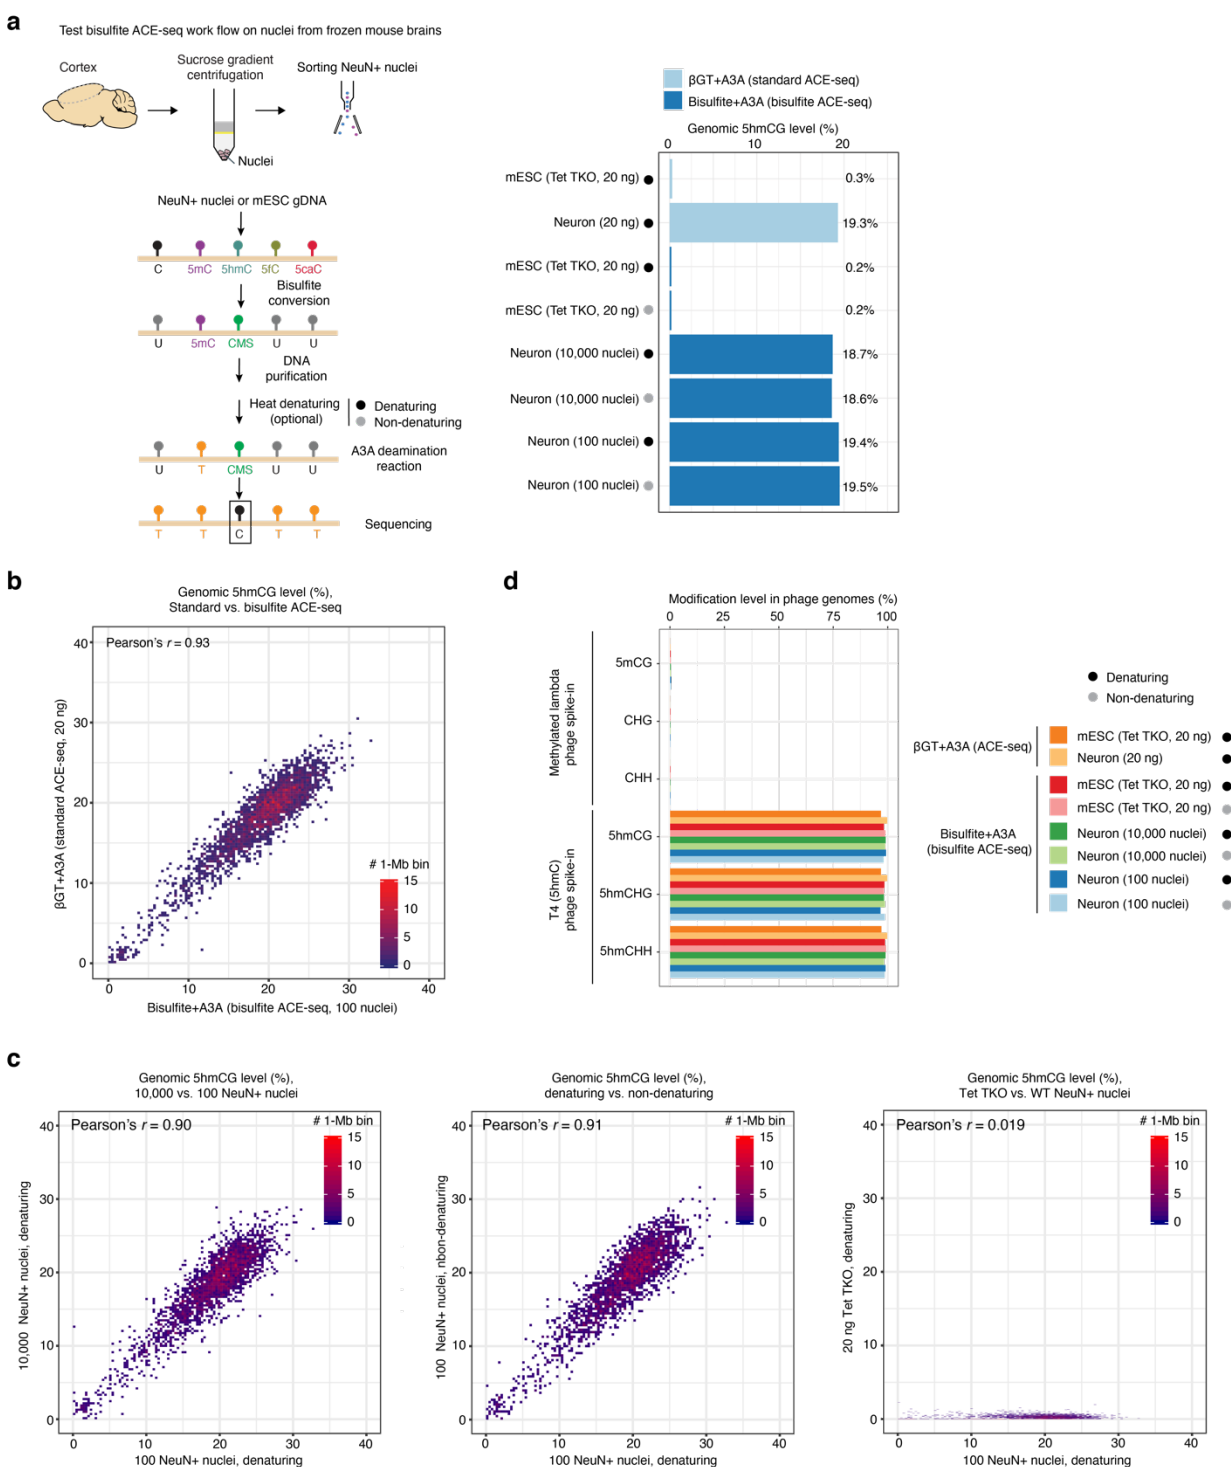 a
Test bisulfite ACE-seq work flow on nuclei from frozen mouse brains
Cortex
Sucrose gradient
centrifugation
Sorting NeuN+ nuclei
Nuclei
NeuN+ nuclei or mESC gDNA
C 5mC 5hmC 5fC 5caC
Bisulfite
conversion
U 5mC CMS U U
DNA
purification
Heat denaturing
(optional)
Denaturing
Non-denaturing
A3A deamination
reaction
U T CMS U U
Sequencing
T T C T T
βGT+A3A (standard ACE-seq)
Bisulfite+A3A (bisulfite ACE-seq)
Genomic 5hmCG level (%)
0 10 20
mESC (Tet TKO, 20 ng) 0.3%
Neuron (20 ng) 19.3%
mESC (Tet TKO, 20 ng) 0.2%
mESC (Tet TKO, 20 ng) 0.2%
Neuron (10,000 nuclei) 18.7%
Neuron (10,000 nuclei) 18.6%
Neuron (100 nuclei) 19.4%
Neuron (100 nuclei) 19.5%
b
Genomic 5hmCG level (%),
Standard vs. bisulfite ACE-seq
Pearson's r = 0.93
βGT+A3A (standard ACE-seq, 20 ng)
40
30
20
10
0
# 1-Mb bin
15
10
5
0
0 10 20 30 40
Bisulfite+A3A (bisulfite ACE-seq, 100 nuclei)
d
Modification level in phage genomes (%)
0 25 50 75 100
Methylated lambda
phage spike-in
5mCG
CHG
CHH
T4 (5hmC)
phage spike-in
5hmCG
5hmCHG
5hmCHH
Denaturing
Non-denaturing
βGT+A3A (ACE-seq)
mESC (Tet TKO, 20 ng)
Neuron (20 ng)
Bisulfite+A3A
(bisulfite ACE-seq)
mESC (Tet TKO, 20 ng)
mESC (Tet TKO, 20 ng)
Neuron (10,000 nuclei)
Neuron (10,000 nuclei)
Neuron (100 nuclei)
Neuron (100 nuclei)
c
Genomic 5hmCG level (%),
10,000 vs. 100 NeuN+ nuclei
Pearson's r = 0.90
# 1-Mb bin
15
10
5
0
10,000 NeuN+ nuclei, denaturing
40
30
20
10
0
0 10 20 30 40
100 NeuN+ nuclei, denaturing
Genomic 5hmCG level (%),
denaturing vs. non-denaturing
Pearson's r = 0.91
# 1-Mb bin
15
10
5
0
100 NeuN+ nuclei, nbon-denaturing
40
30
20
10
0
0 10 20 30 40
100 NeuN+ nuclei, denaturing
Genomic 5hmCG level (%),
Tet TKO vs. WT NeuN+ nuclei
Pearson's r = 0.019
# 1-Mb bin
15
10
5
0
20 ng Tet TKO, denaturing
40
30
20
10
0
0 10 20 30 40
100 NeuN+ nuclei, denaturing